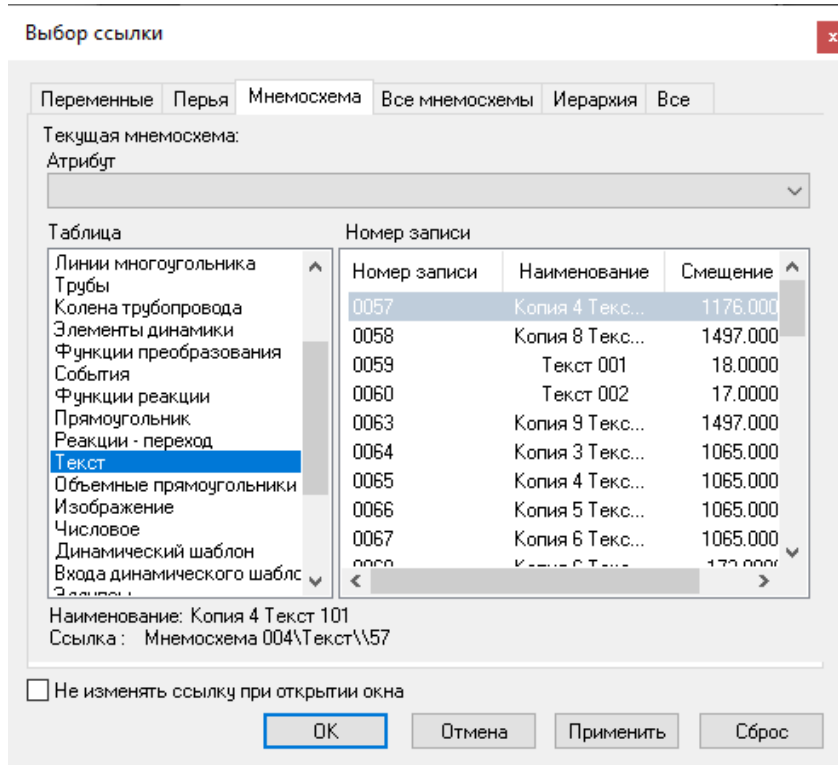 Выбор ссылки
x
Переменные Перья Мнемосхема Все мнемосхемы Иерархия Все
Текущая мнемосхема:
Атрибут
Таблица
Линии многоугольника
Трубы
Колена трубопровода
Элементы динамики
Функции преобразования
События
Функции реакции
Прямоугольник
Реакции - переход
Текст
Объемные прямоугольники
Изображение
Числовое
Динамический шаблон
Входа динамического шаблс
Номер записи
Номер записи Наименование Смещение
0057 Копия 4 Текс... 1176.000
0058 Копия 8 Текс... 1497.000
0059 Текст 001 18.0000
0060 Текст 002 17.0000
0063 Копия 9 Текс... 1497.000
0064 Копия 3 Текс... 1065.000
0065 Копия 4 Текс... 1065.000
0066 Копия 5 Текс... 1065.000
0067 Копия 6 Текс... 1065.000
Наименование: Копия 4 Текст 101
Ссылка : Мнемосхема 004\Текст\\57
Не изменять ссылку при открытии окна
OK Отмена Применить Сброс